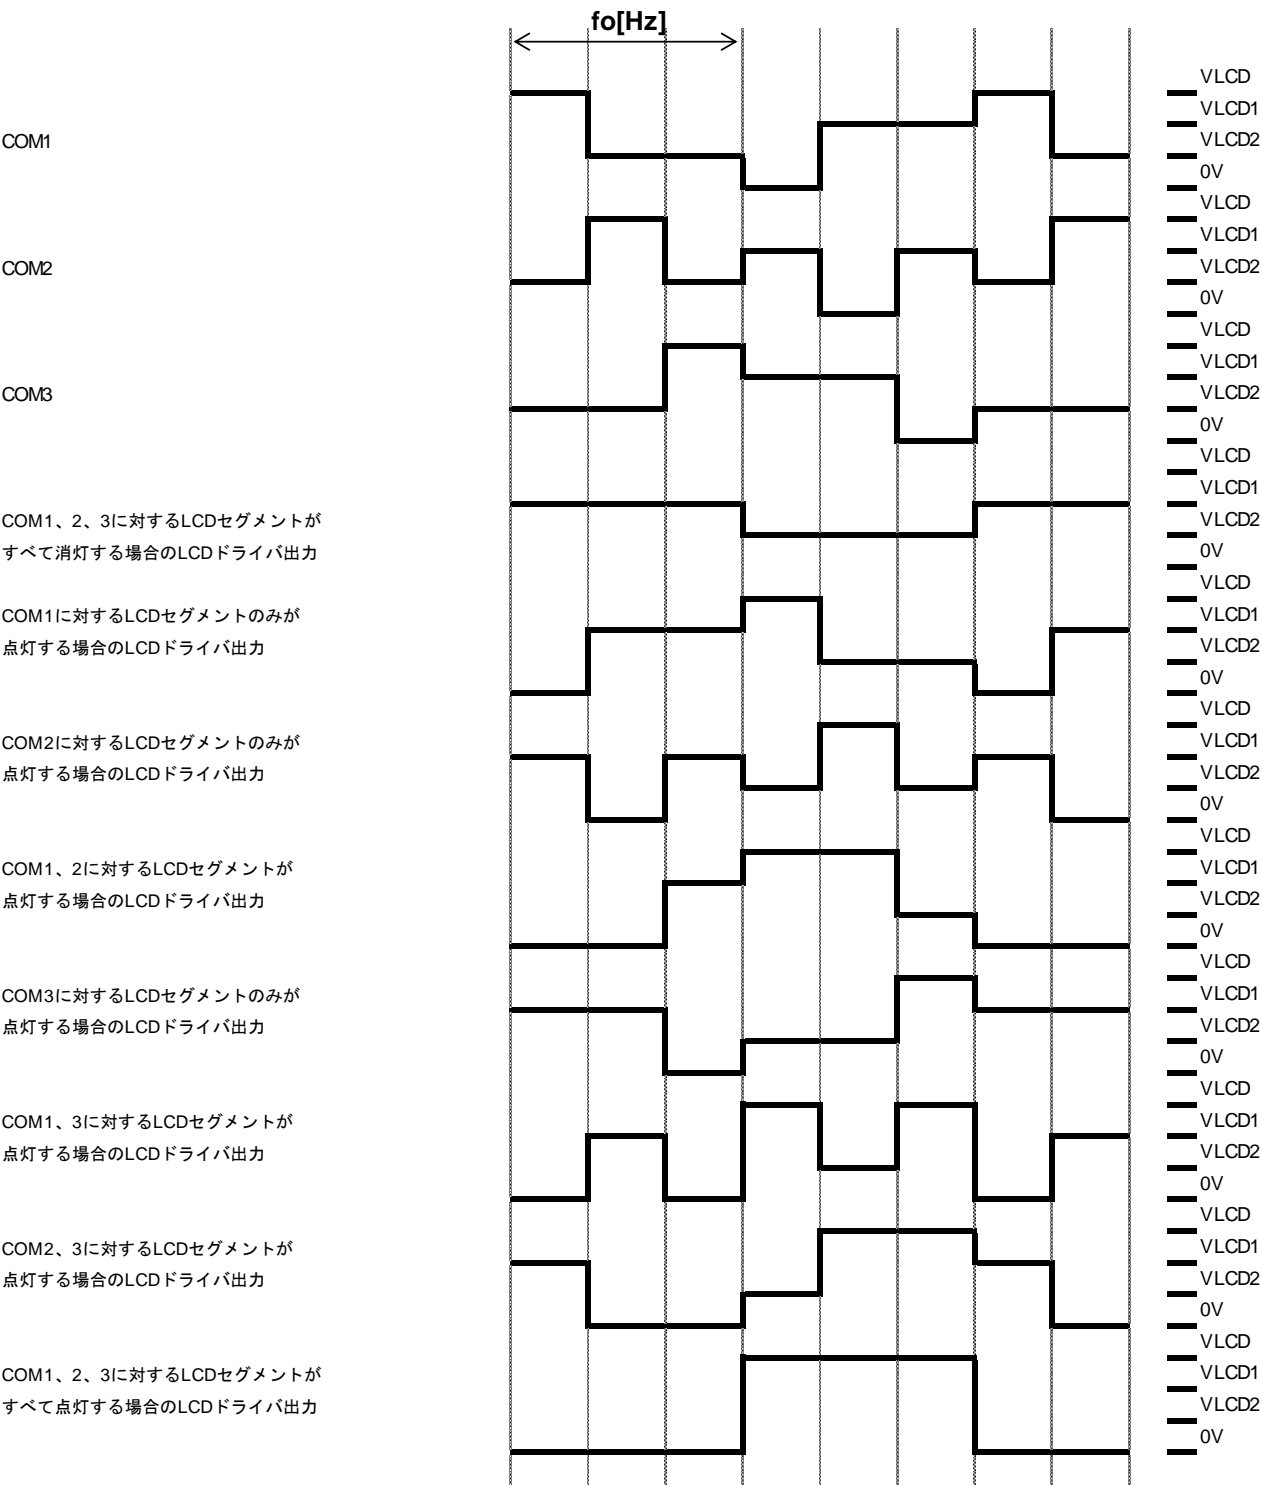 fo[Hz]
VLCD
VLCD1
COM1
VLCD2
0V
VLCD
VLCD1
COM2
VLCD2
0V
VLCD
VLCD1
COM3
VLCD2
0V
VLCD
VLCD1
COM1、2、3に対するLCDセグメントが
VLCD2
すべて消灯する場合のLCDドライバ出力
0V
VLCD
COM1に対するLCDセグメントのみが
VLCD1
点灯する場合のLCDドライバ出力
VLCD2
0V
VLCD
COM2に対するLCDセグメントのみが
VLCD1
点灯する場合のLCDドライバ出力
VLCD2
0V
VLCD
COM1、2に対するLCDセグメントが
VLCD1
点灯する場合のLCDドライバ出力
VLCD2
0V
VLCD
COM3に対するLCDセグメントのみが
VLCD1
点灯する場合のLCDドライバ出力
VLCD2
0V
VLCD
COM1、3に対するLCDセグメントが
VLCD1
点灯する場合のLCDドライバ出力
VLCD2
0V
VLCD
COM2、3に対するLCDセグメントが
VLCD1
点灯する場合のLCDドライバ出力
VLCD2
0V
VLCD
COM1、2、3に対するLCDセグメントが
VLCD1
すべて点灯する場合のLCDドライバ出力
VLCD2
0V